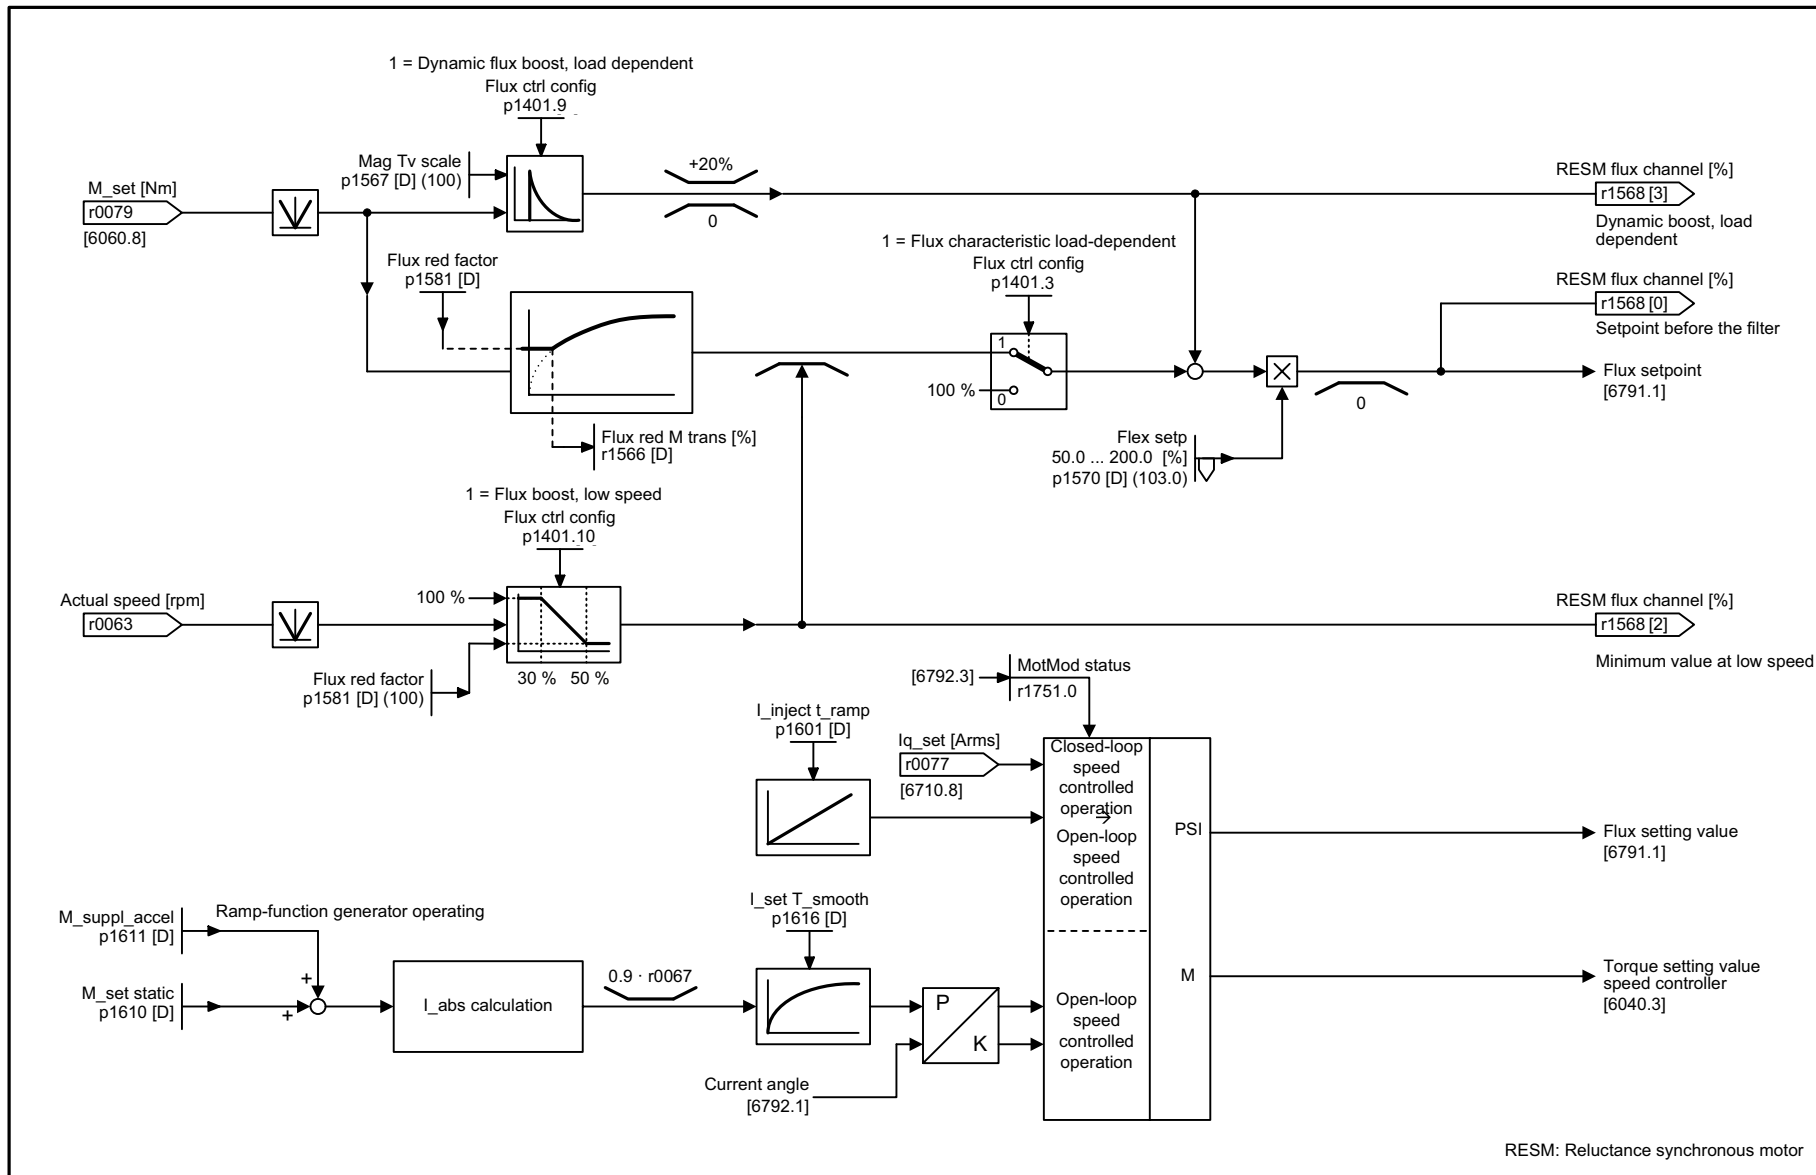 1 = Dynamic flux boost, load dependent
Flux ctrl config
p1401.9
Mag Tv scale
p1567 [D] (100)
+20%
0
RESM flux channel [%]
r1568 [3]
Dynamic boost, load
dependent
M_set [Nm]
r0079
[6060.8]
Flux red factor
p1581 [D]
1 = Flux characteristic load-dependent
Flux ctrl config
p1401.3
1
100 %
0
RESM flux channel [%]
r1568 [0]
Setpoint before the filter
0
Flux setpoint
[6791.1]
Flux red M trans [%]
r1566 [D]
Flex setp
50.0 ... 200.0 [%]
p1570 [D] (103.0)
1 = Flux boost, low speed
Flux ctrl config
p1401.10
Actual speed [rpm]
r0063
100 %
Flux red factor
p1581 [D] (100)
30 % 50 %
RESM flux channel [%]
r1568 [2]
Minimum value at low speed
[6792.3]
MotMod status
r1751.0
I_inject t_ramp
p1601 [D]
Iq_set [Arms]
r0077
[6710.8]
Closed-loop
speed
controlled
operation
→
Open-loop
speed
controlled
operation
PSI
Flux setting value
[6791.1]
M_suppl_accel
p1611 [D]
Ramp-function generator operating
+
M_set static
p1610 [D]
+
I_abs calculation
0.9 · r0067
I_set T_smooth
p1616 [D]
P
K
Current angle
[6792.1]
Open-loop
speed
controlled
operation
M
Torque setting value
speed controller
[6040.3]
RESM: Reluctance synchronous motor